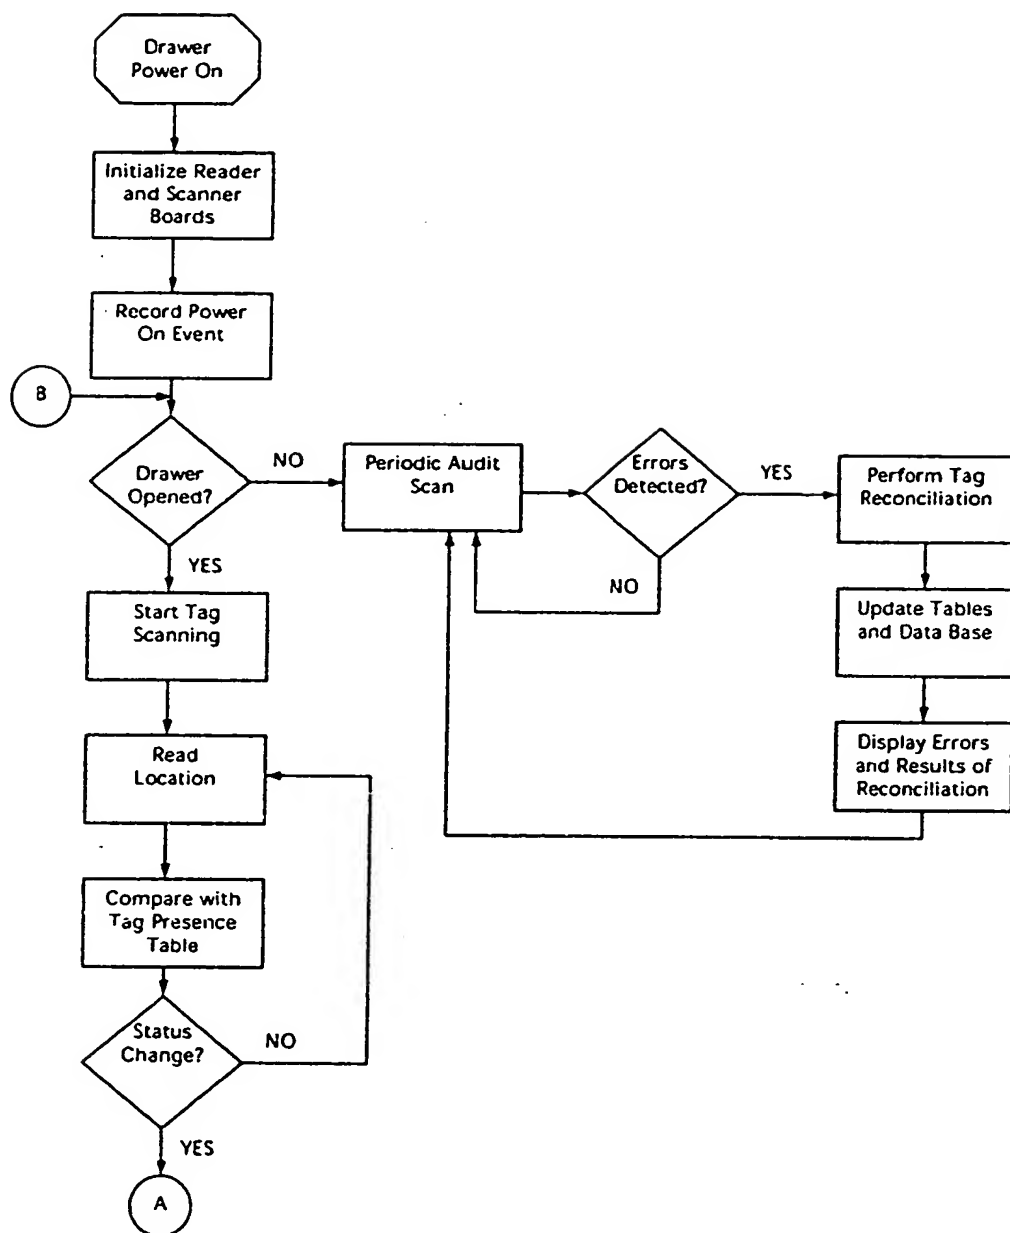 Drawer
Power On
Initialize Reader
and Scanner
Boards
Record Power
On Event
B
Drawer
Opened?
NO
Periodic Audit
Scan
Errors
Detected?
YES
Perform Tag
Reconciliation
NO
Update Tables
and Data Base
Display Errors
and Results of
Reconciliation
YES
Start Tag
Scanning
Read
Location
Compare with
Tag Presence
Table
Status
Change?
NO
YES
A